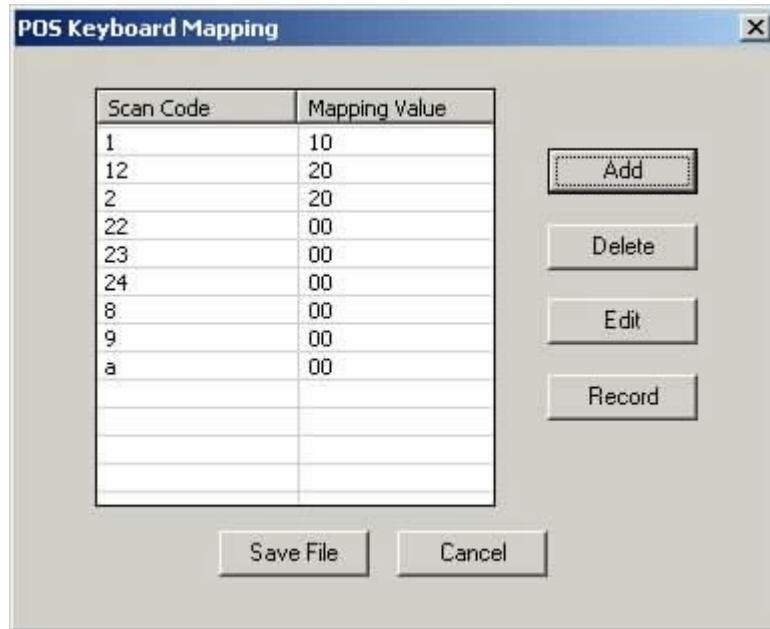 POS Keyboard Mapping
Scan Code Mapping Value
1 10
12 20
2 20
22 00
23 00
24 00
8 00
9 00
a 00
Add
Delete
Edit
Record
Save File Cancel